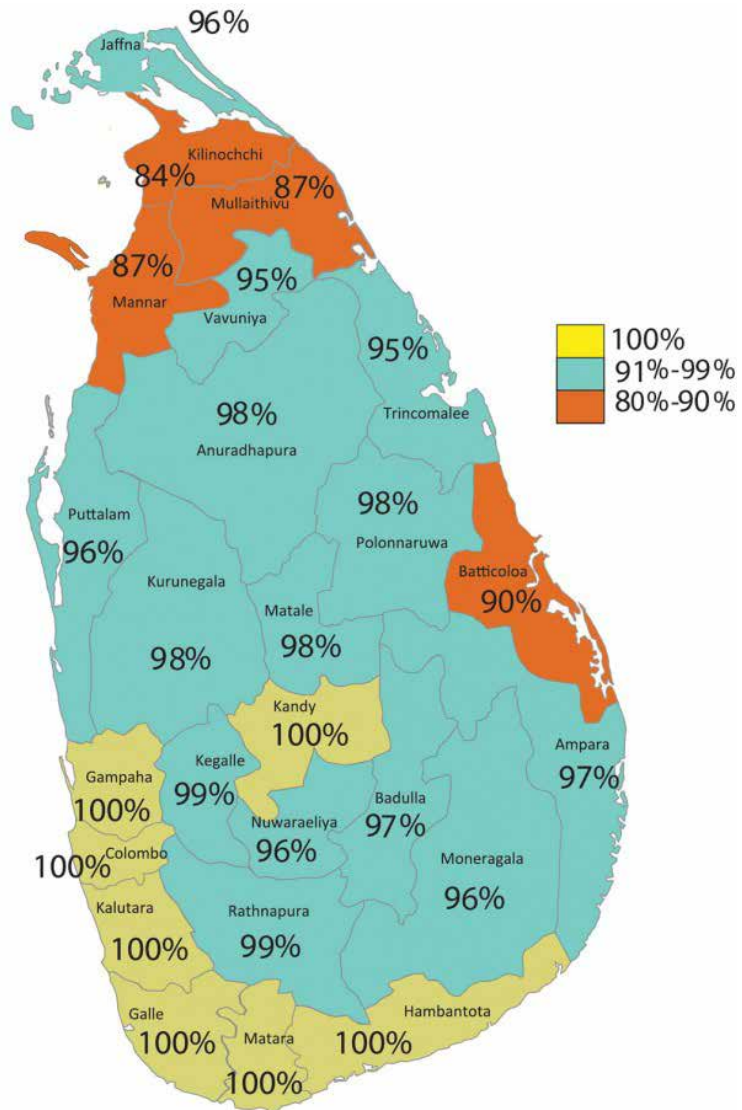 96%
Jaffna
Kilinochchi
84%
87%
Mullaithivu
87%
Mannar
95%
Vavuniya
95%
Trincomalee
100%
91%-99%
80%-90%
98%
Anuradhapura
98%
Polonnaruwa
Puttalam
96%
Batticoloa
90%
Kurunegala
98%
Matale
98%
Kandy
100%
Ampara
97%
Gampaha
100%
Kegalle
99%
Nuwaraeliya
96%
Badulla
97%
Moneragala
96%
Colombo
100%
Kalutara
100%
Rathnapura
99%
Galle
100%
Matara
100%
Hambantota
100%